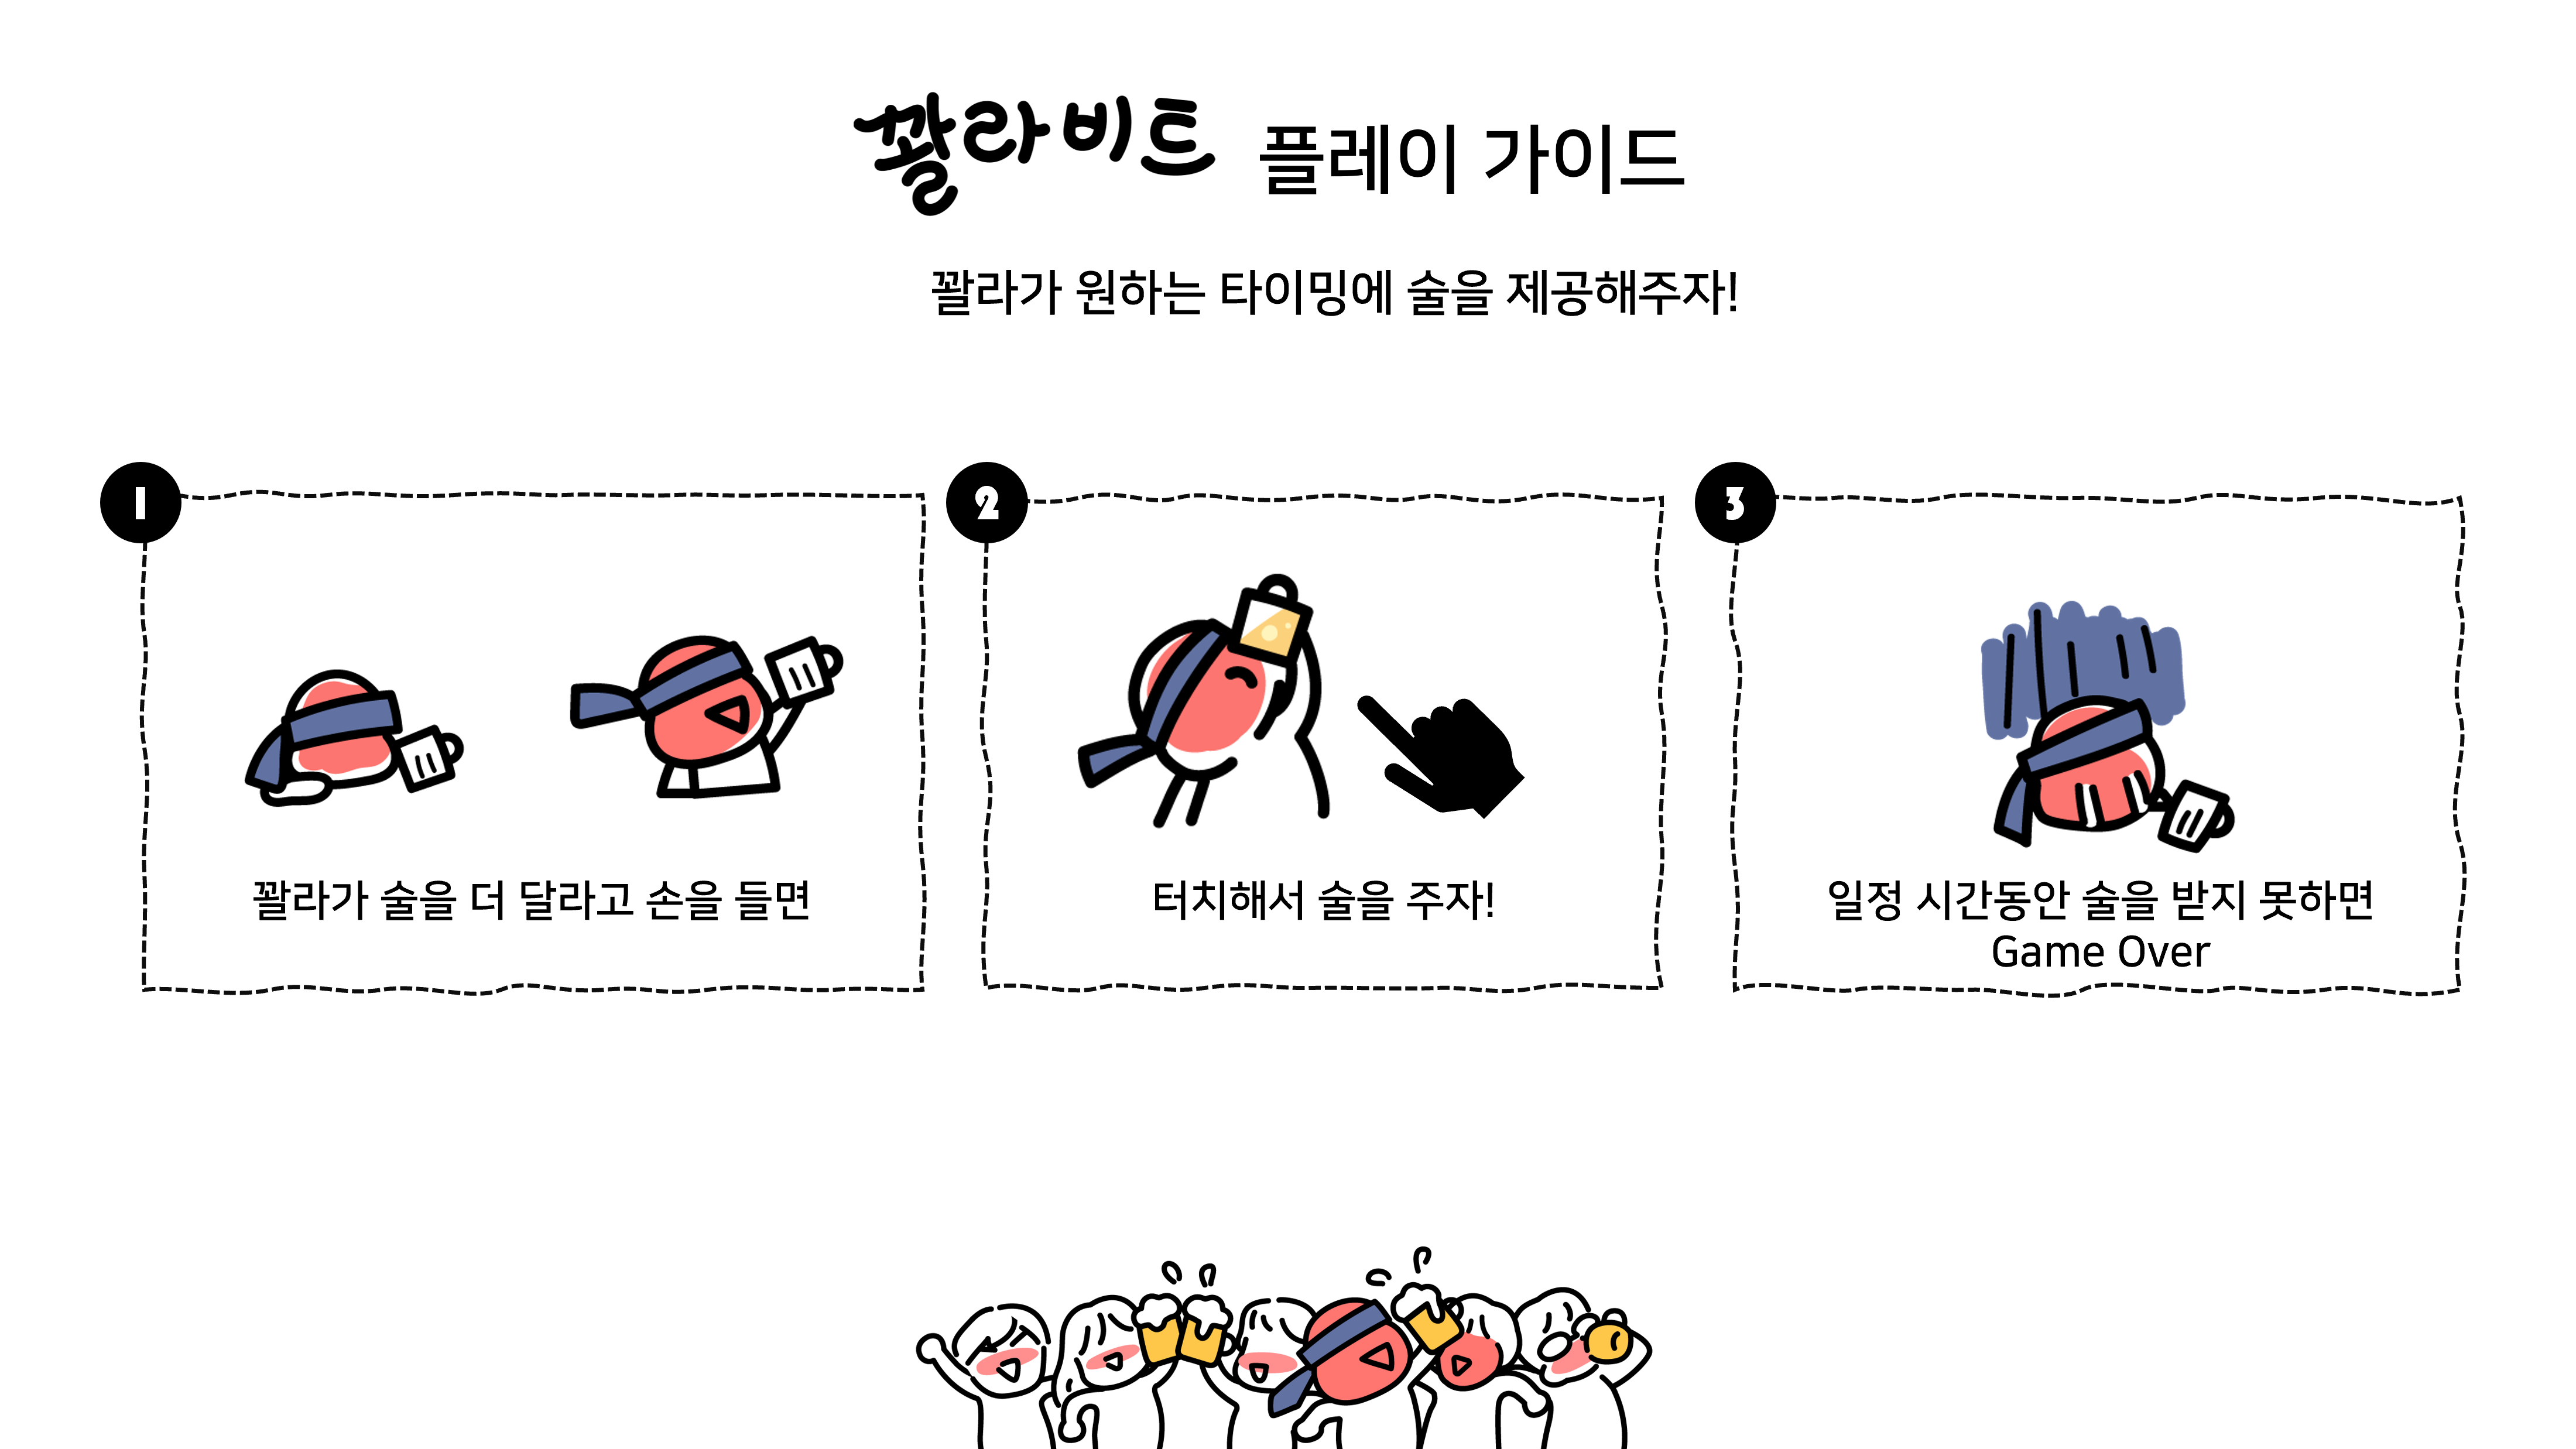 꽐라비트 플레이 가이드
꽐라가 원하는 타이밍에 술을 제공해주자!
1
꽐라가 술을 더 달라고 손을 들면
2
터치해서 술을 주자!
3
일정 시간동안 술을 받지 못하면
Game Over